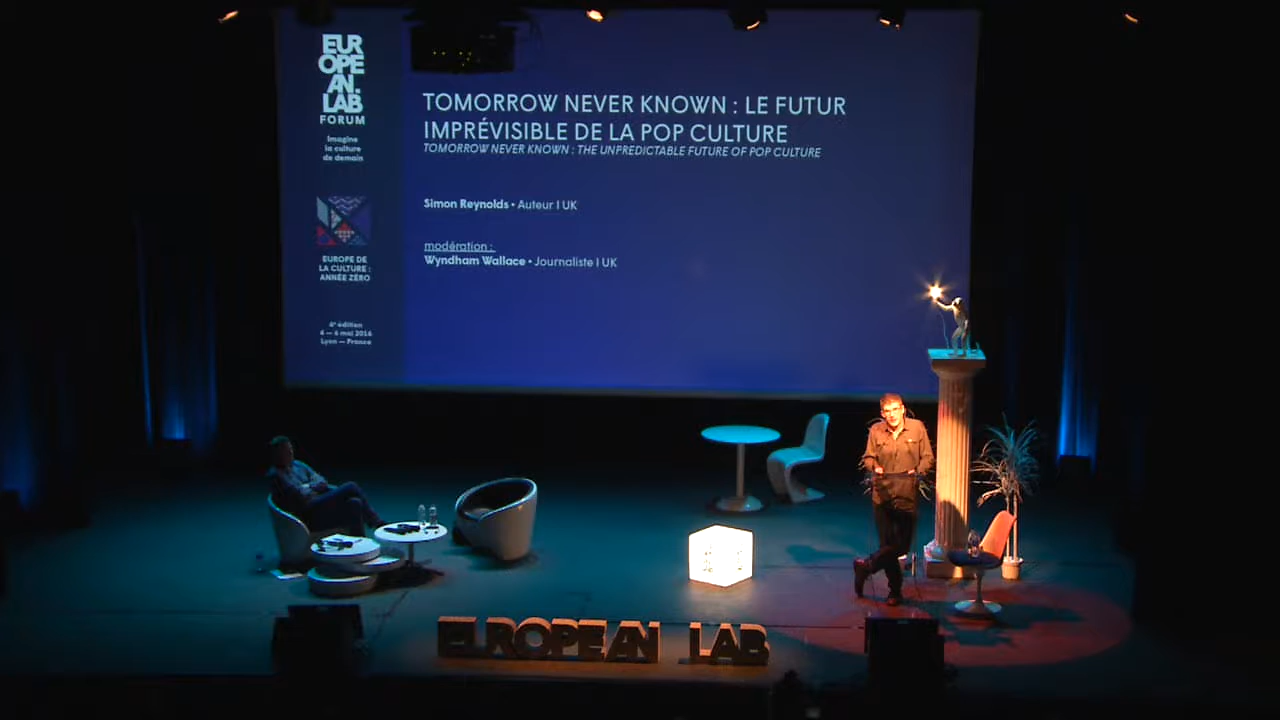 EUR
OPE
AN.
LAB
FORUM
Imagine
la culture
de demain
EUROPE DE
LA CULTURE :
ANNÉE ZÉRO
6e édition
4 — 6 mai 2016
Lyon — France
TOMORROW NEVER KNOWN : LE FUTUR
IMPRÉVISIBLE DE LA POP CULTURE
TOMORROW NEVER KNOWN : THE UNPREDICTABLE FUTURE OF POP CULTURE
Simon Reynolds • Auteur | UK
modération :
Wyndham Wallace • Journaliste | UK
EUROPEAN LAB